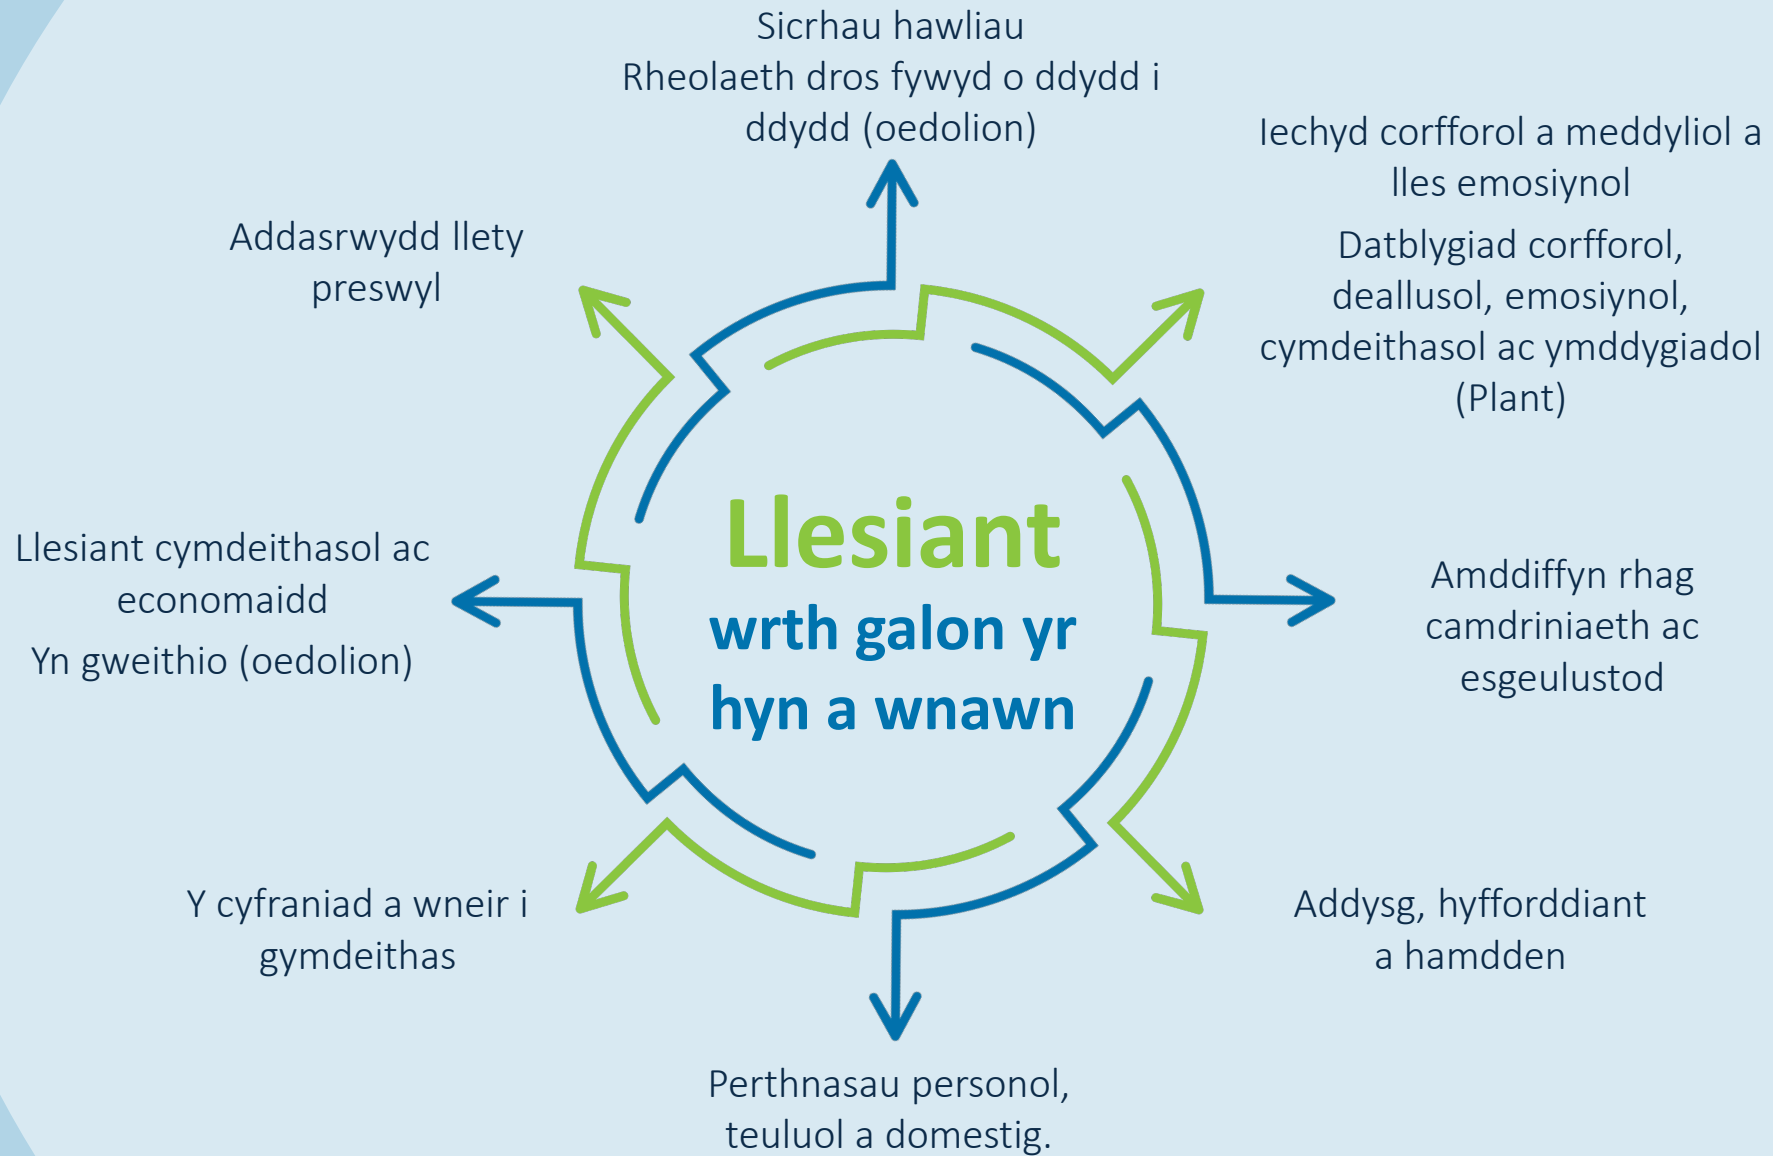 Sicrhau hawliau
Rheolaeth dros fywyd o ddydd i
ddydd (oedolion)
Iechyd corfforol a meddyliol a
lles emosiynol
Datblygiad corfforol,
deallusol, emosiynol,
cymdeithasol ac ymddygiadol
(Plant)
Amddiffyn rhag
camdriniaeth ac
esgeulustod
Addysg, hyfforddiant
a hamdden
Perthnasau personol,
teuluol a domestig.
Y cyfraniad a wneir i
gymdeithas
Llesiant cymdeithasol ac
economaidd
Yn gweithio (oedolion)
Addasrwydd llety
preswyl
Llesiant
wrth galon yr
hyn a wnawn